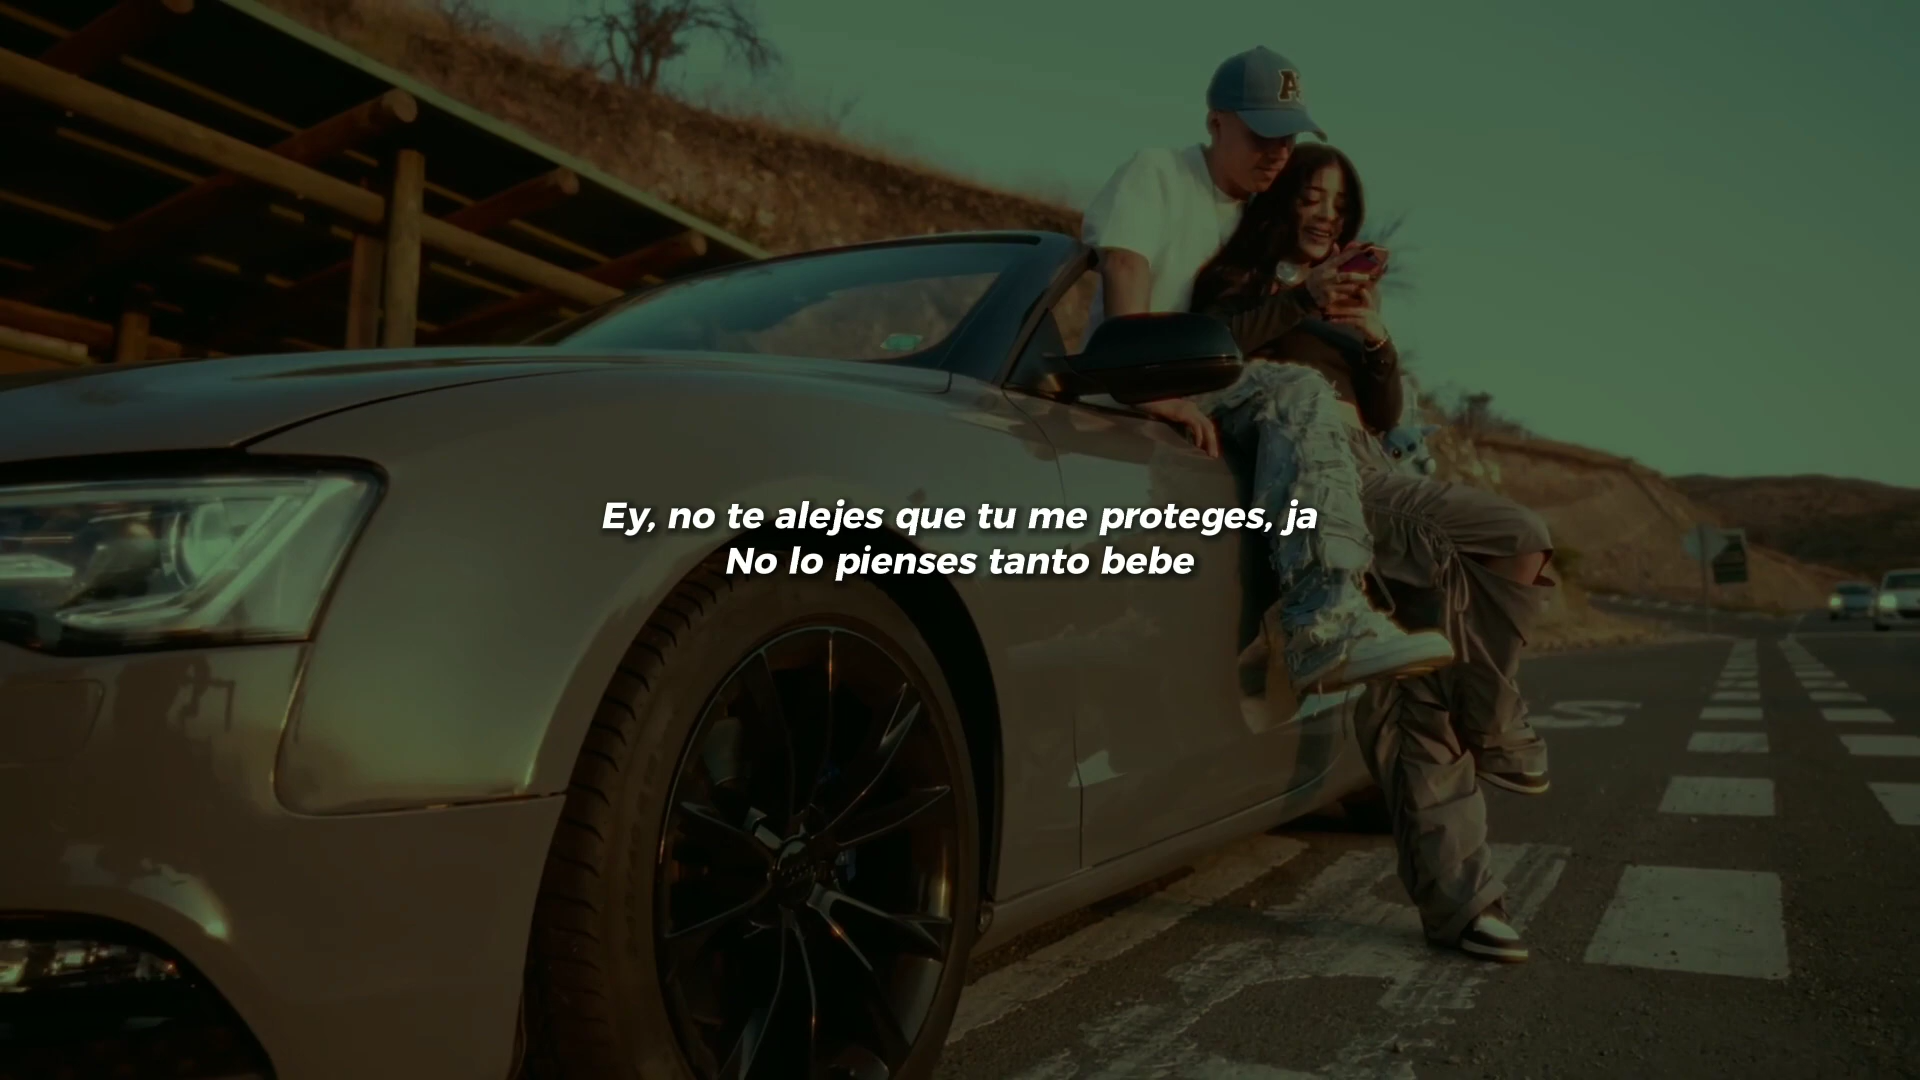 A
Ey, no te alejes que tu me proteges, ja
No lo pienses tanto bebe